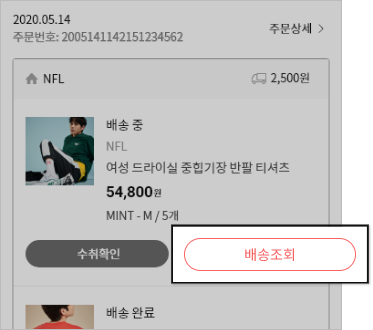 2020.05.14
주문번호: 2005141142151234562
주문상세 >
NFL
2,500원
배송 중
NFL
여성 드라이실 중힙기장 반팔 티셔츠
54,800원
MINT - M / 5개
수취확인
배송조회
배송 완료